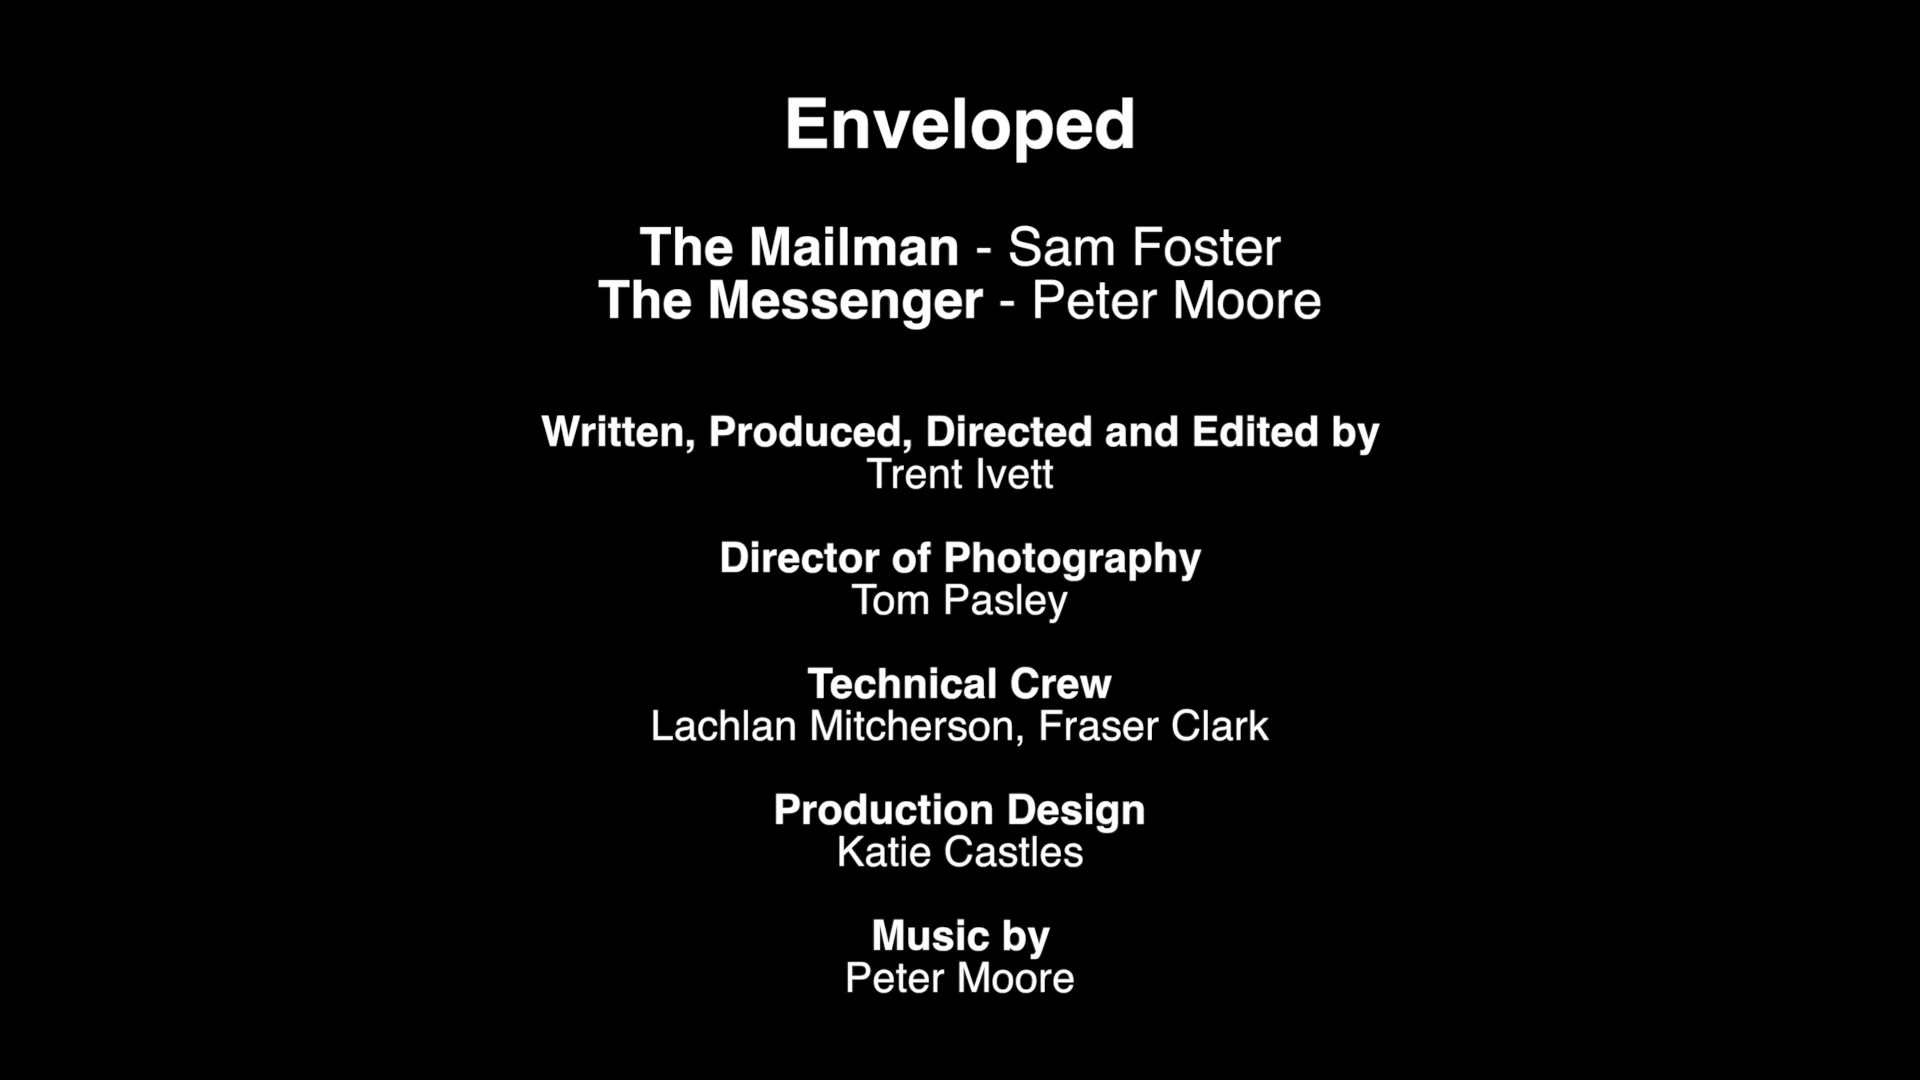 Enveloped
The Mailman - Sam Foster
The Messenger - Peter Moore
Written, Produced, Directed and Edited by
Trent Ivett
Director of Photography
Tom Pasley
Technical Crew
Lachlan Mitcherson, Fraser Clark
Production Design
Katie Castles
Music by
Peter Moore